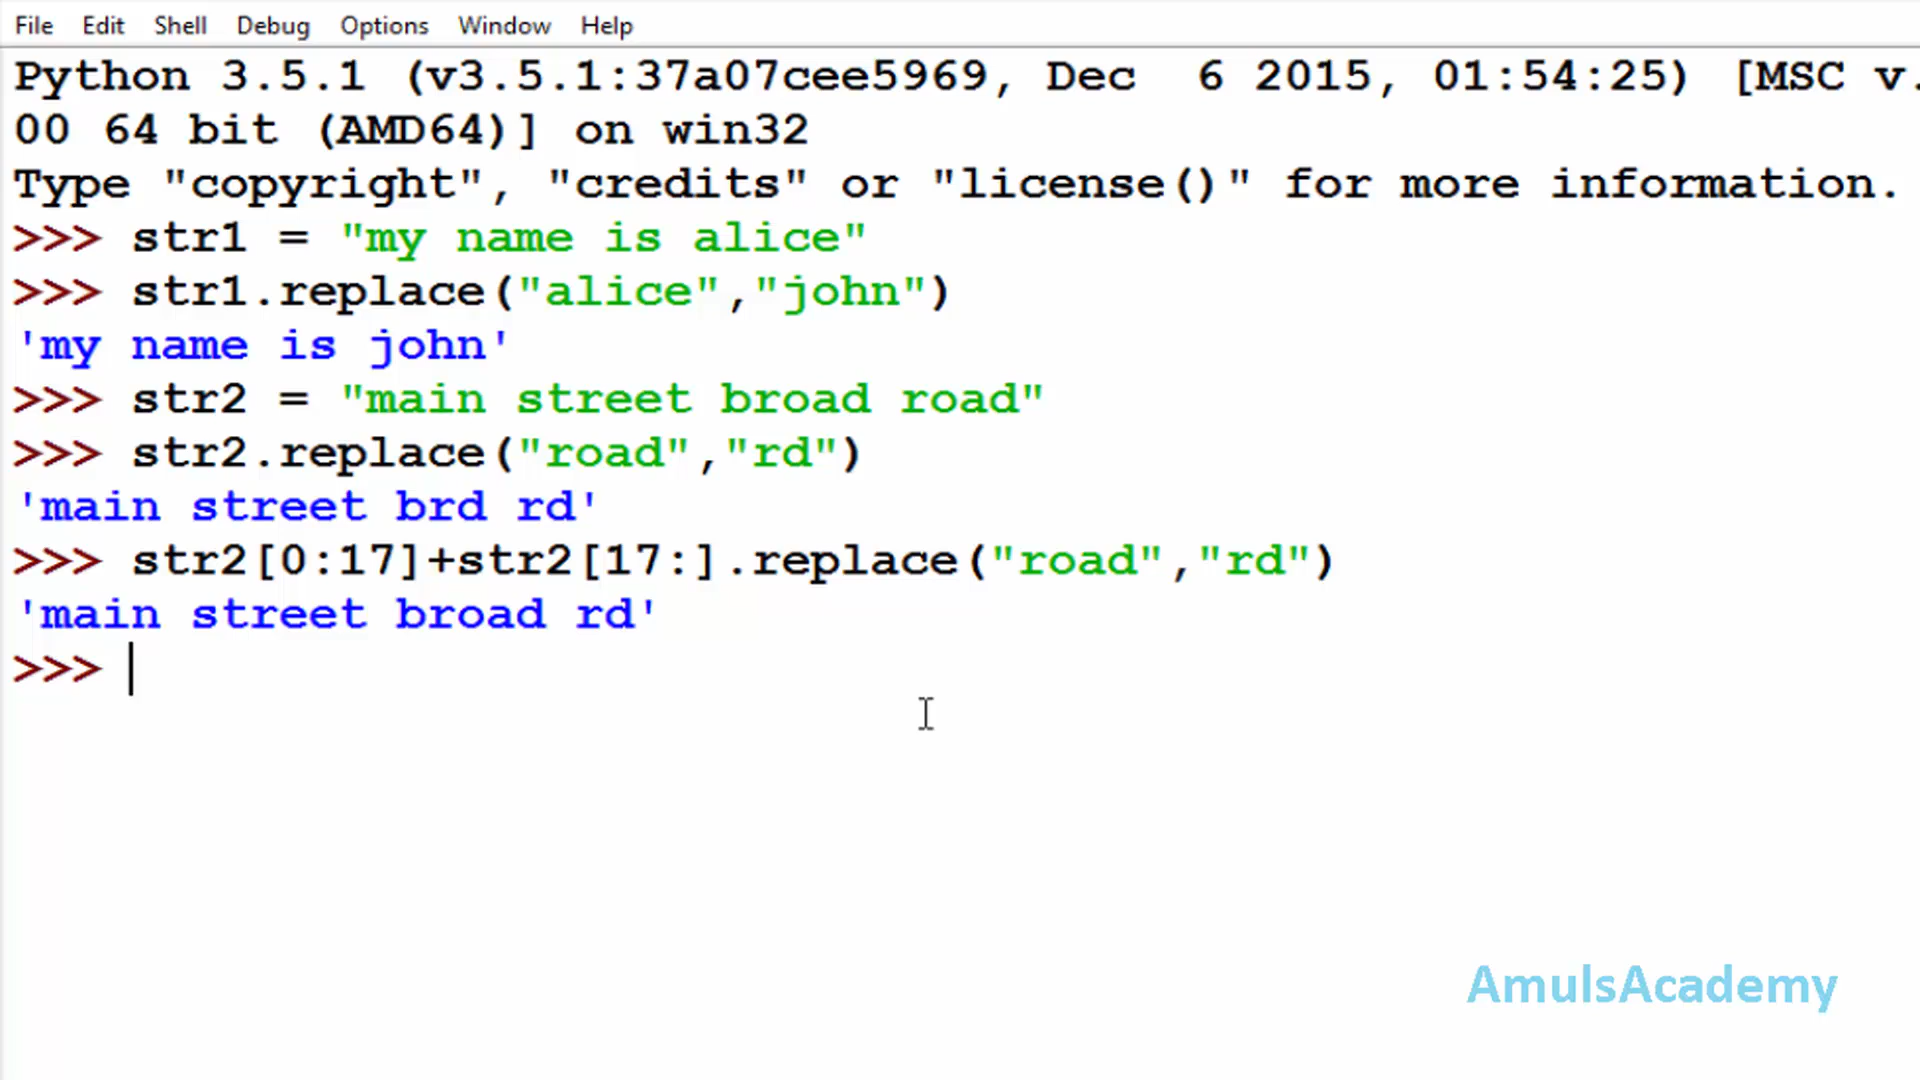 File Edit Shell Debug Options Window Help
Python 3.5.1 (v3.5.1:37a07cee5969, Dec  6 2015, 01:54:25) [MSC v.
00 64 bit (AMD64)] on win32
Type "copyright", "credits" or "license()" for more information.
>>> str1 = "my name is alice"
>>> str1.replace("alice","john")
'my name is john'
>>> str2 = "main street broad road"
>>> str2.replace("road","rd")
'main street brd rd'
>>> str2[0:17]+str2[17:].replace("road","rd")
'main street broad rd'
>>>
AmulsAcademy